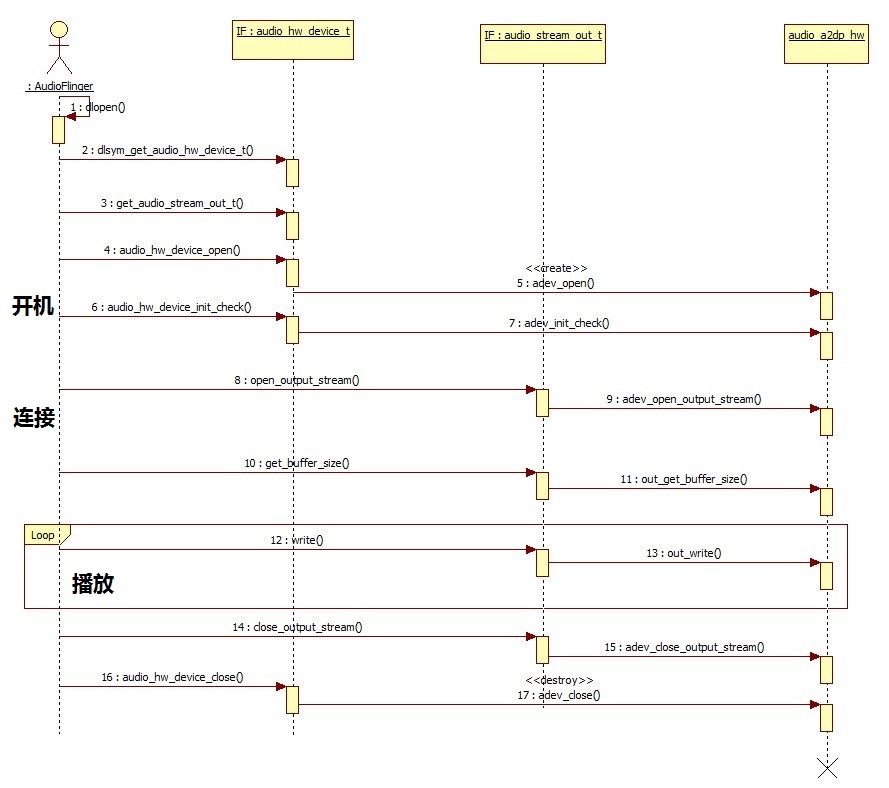 IF : audio_hw_device_t
IF : audio_stream_out_t
audio_a2dp_hw
: AudioFlinger
1 : dlopen()
2 : dlsym_get_audio_hw_device_t()
3 : get_audio_stream_out_t()
4 : audio_hw_device_open()
<<create>>
5 : adev_open()
开机
6 : audio_hw_device_init_check()
7 : adev_init_check()
8 : open_output_stream()
9 : adev_open_output_stream()
连接
10 : get_buffer_size()
11 : out_get_buffer_size()
Loop
12 : write()
13 : out_write()
播放
14 : close_output_stream()
15 : adev_close_output_stream()
16 : audio_hw_device_close()
<<destroy>>
17 : adev_close()